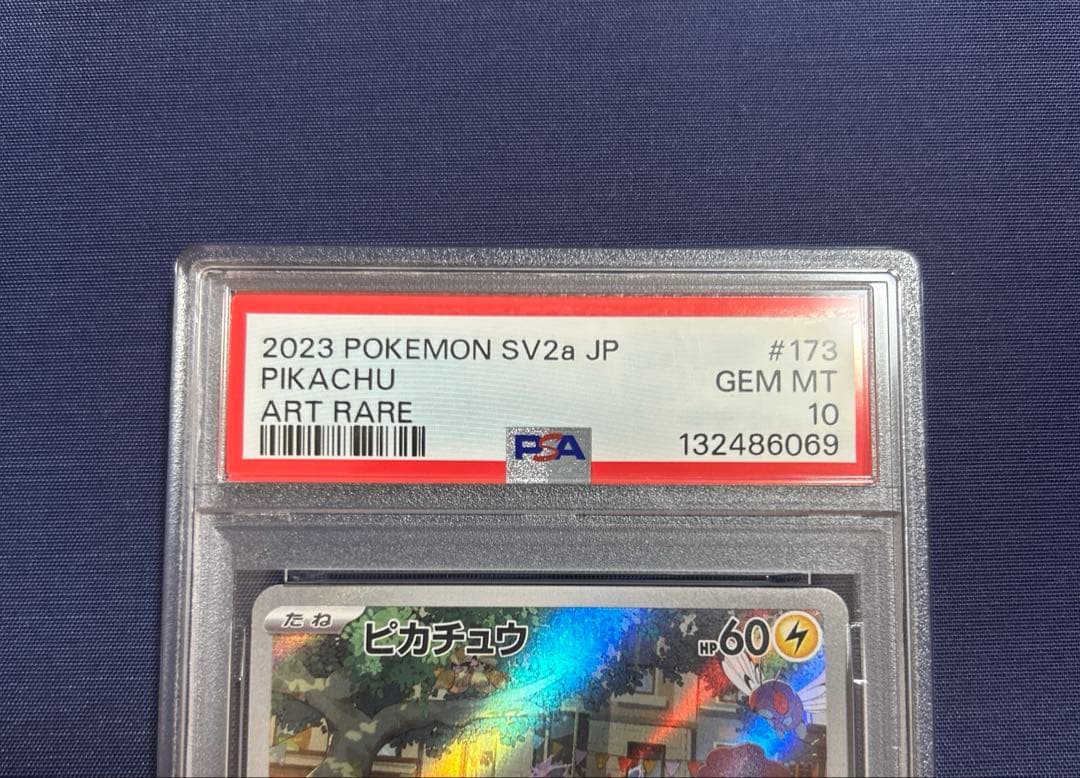 2023 POKEMON SV2a JP #173
PIKACHU GEM MT
ART RARE 10
PSA 132486069
たね ピカチュウ HP60